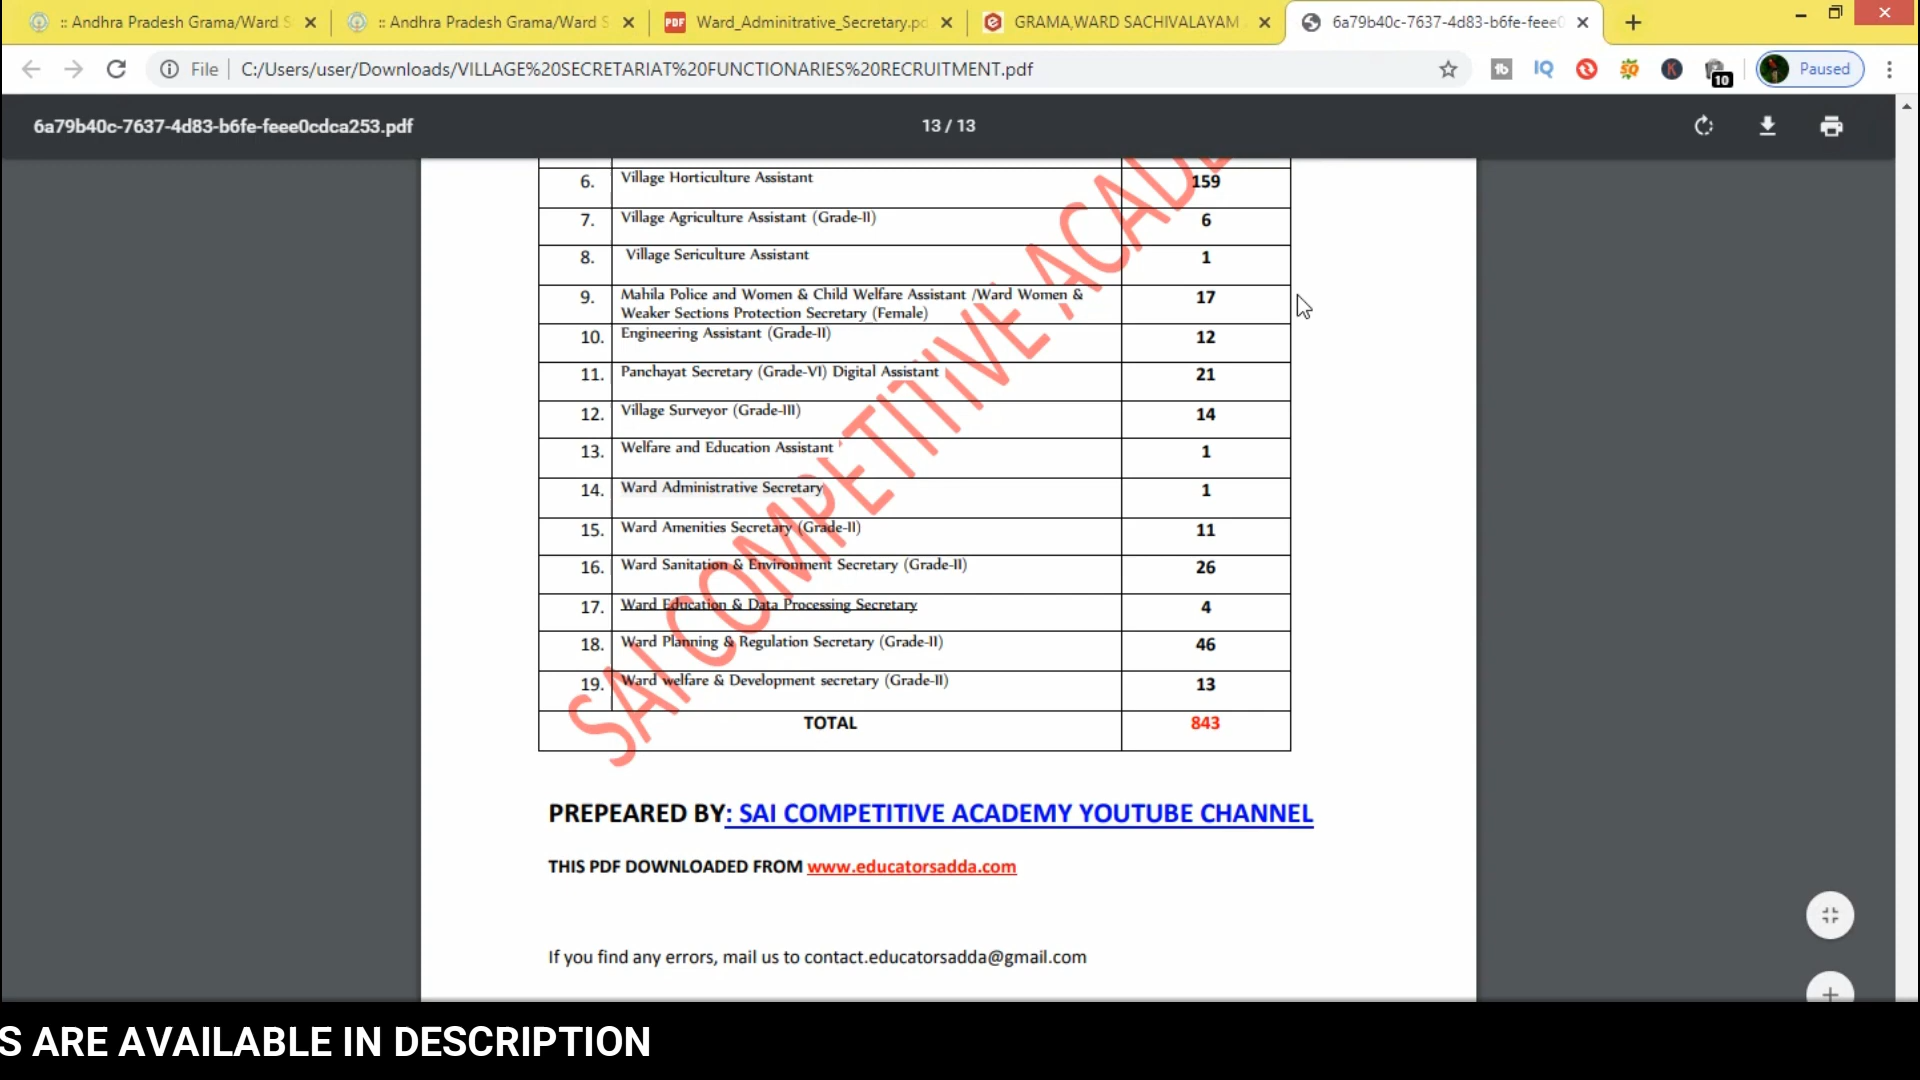 :: Andhra Pradesh Grama/Ward S
:: Andhra Pradesh Grama/Ward S
PDF
Ward_Adminitrative_Secretary.pd
GRAMA,WARD SACHIVALAYAM
6a79b40c-7637-4d83-b6fe-feee0
File
C:/Users/user/Downloads/VILLAGE%20SECRETARIAT%20FUNCTIONARIES%20RECRUITMENT.pdf
tb
IQ
SQ
K
10
Paused
6a79b40c-7637-4d83-b6fe-feee0cdca253.pdf
13 / 13
6. Village Horticulture Assistant 159
7. Village Agriculture Assistant (Grade-II) 6
8. Village Sericulture Assistant 1
9. Mahila Police and Women & Child Welfare Assistant /Ward Women &
Weaker Sections Protection Secretary (Female) 17
10. Engineering Assistant (Grade-II) 12
11. Panchayat Secretary (Grade-VI) Digital Assistant 21
12. Village Surveyor (Grade-III) 14
13. Welfare and Education Assistant 1
14. Ward Administrative Secretary 1
15. Ward Amenities Secretary (Grade-II) 11
16. Ward Sanitation & Environment Secretary (Grade-II) 26
17. Ward Education & Data Processing Secretary 4
18. Ward Planning & Regulation Secretary (Grade-II) 46
19. Ward welfare & Development secretary (Grade-II) 13
TOTAL 843
SAI COMPETITIVE ACADE
PREPEARED BY: SAI COMPETITIVE ACADEMY YOUTUBE CHANNEL
THIS PDF DOWNLOADED FROM www.educatorsadda.com
If you find any errors, mail us to contact.educatorsadda@gmail.com
S ARE AVAILABLE IN DESCRIPTION